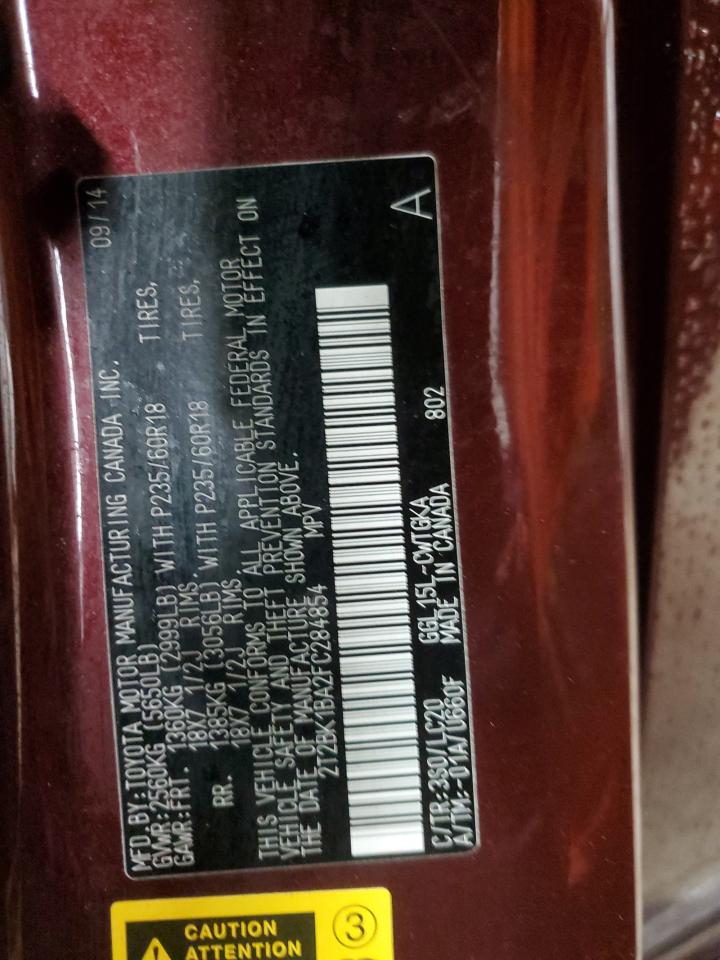 MFD.BY:TOYOTA MOTOR MANUFACTURING CANADA INC. 09/14
GVWR:2560KG (5650LB)
GAWR:FRT. 1360KG (2999LB) WITH P235/60R18 TIRES,
18X7 1/2J RIMS.
RR. 1385KG (3056LB) WITH P235/60R18 TIRES,
18X7 1/2J RIMS
THIS VEHICLE CONFORMS TO ALL APPLICABLE FEDERAL MOTOR
VEHICLE SAFETY AND THEFT PREVENTION STANDARDS IN EFFECT ON
THE DATE OF MANUFACTURE SHOWN ABOVE.
2T2BK1BA2FC284854 MPV
A
C/TR:3S0/LC20 GGL15L-CWTGKA 802
A/TM:-01A/U660F MADE IN CANADA
CAUTION
ATTENTION
3